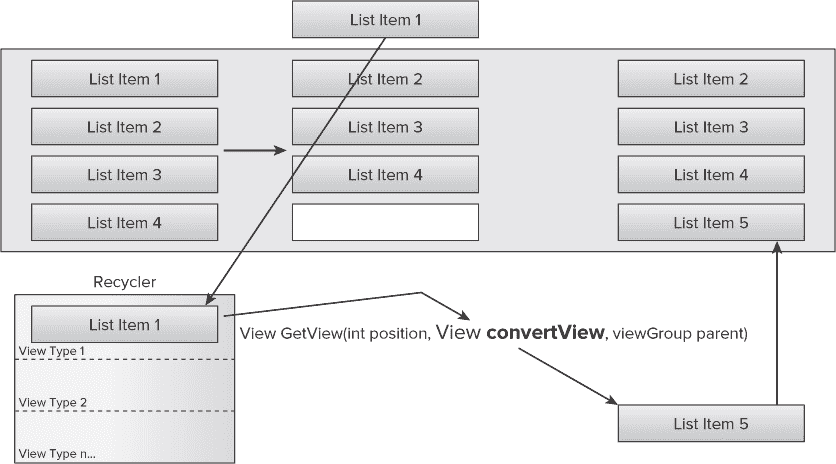 List Item 1
List Item 1
List Item 2
List Item 3
List Item 4
List Item 2
List Item 3
List Item 4
List Item 2
List Item 3
List Item 4
List Item 5
Recycler
List Item 1
View Type 1
View Type 2
View Type n...
View GetView(int position, View convertView, viewGroup parent)
List Item 5